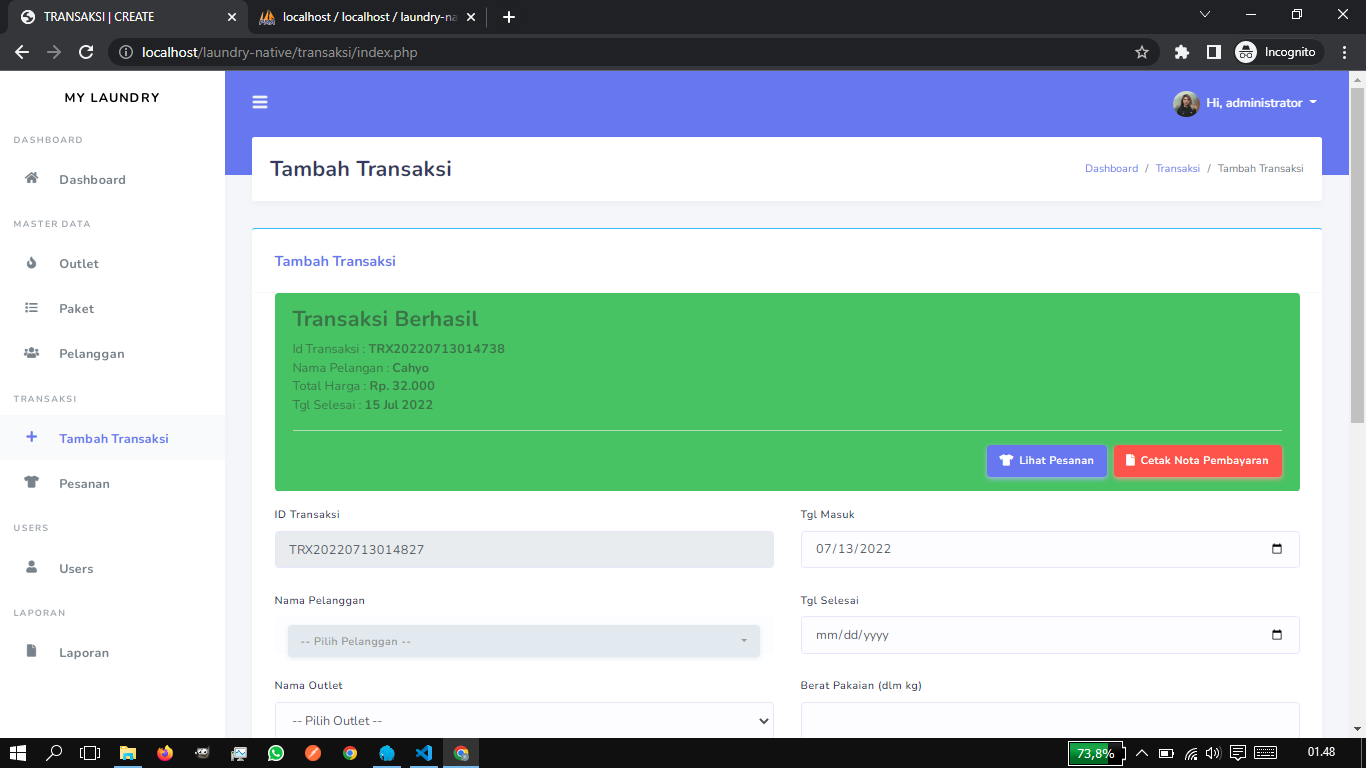 TRANSAKSI | CREATE
localhost / localhost / laundry-na
localhost/laundry-native/transaksi/index.php
Incognito
MY LAUNDRY
Hi, administrator
DASHBOARD
Dashboard
MASTER DATA
Outlet
Paket
Pelanggan
TRANSAKSI
Tambah Transaksi
Pesanan
USERS
Users
LAPORAN
Laporan
Tambah Transaksi
Dashboard / Transaksi / Tambah Transaksi
Tambah Transaksi
Transaksi Berhasil
Id Transaksi : TRX20220713014738
Nama Pelangan : Cahyo
Total Harga : Rp. 32.000
Tgl Selesai : 15 Jul 2022
Lihat Pesanan
Cetak Nota Pembayaran
ID Transaksi
TRX20220713014827
Tgl Masuk
07/13/2022
Nama Pelanggan
-- Pilih Pelanggan --
Tgl Selesai
mm/dd/yyyy
Nama Outlet
-- Pilih Outlet --
Berat Pakaian (dlm kg)
73,8%
01.48